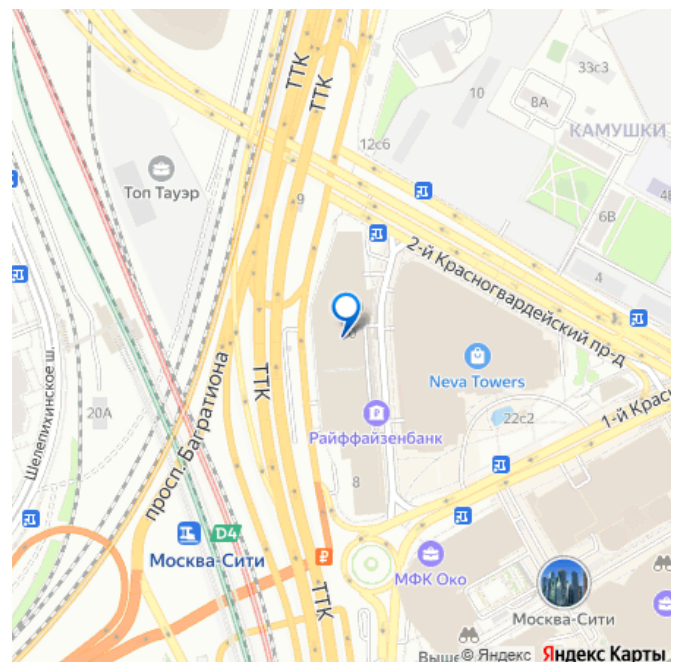 ТТК
ТТК
33с3
10
8А
КАМУШКИ
12с6
Топ Тауэр
9
6В
2-й Красногвардейский пр-д
4
Neva Towers
ТТК
просп. Багратиона
Шелепихинское ш.
20А
22с2
1-й Крас
Райффайзенбанк
8
D4
Москва-Сити
МФК Око
ТТК
Москва-Сити
Выше
© Яндекс
Яндекс Карты